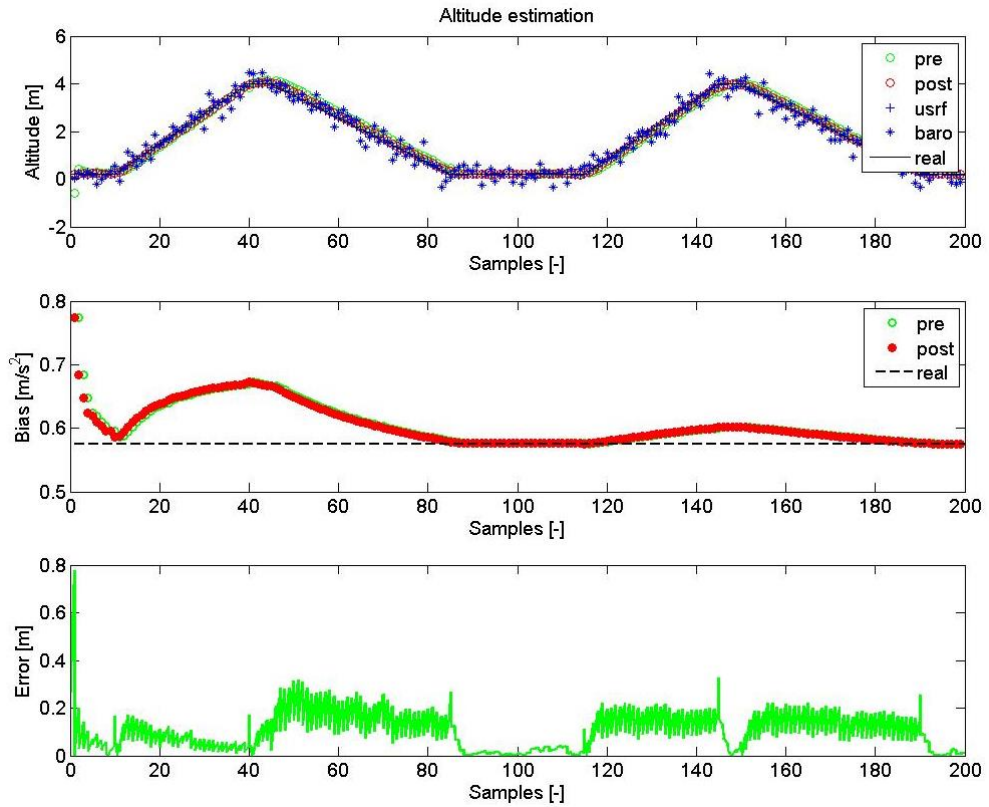 Altitude estimation
6
4
2
0
-2
Altitude [m]
pre
post
usrf
baro
real
0 20 40 60 80 100 120 140 160 180 200
Samples [-]
0.8
0.7
0.6
0.5
Bias [m/s²]
pre
post
real
0 20 40 60 80 100 120 140 160 180 200
Samples [-]
0.8
0.6
0.4
0.2
0
Error [m]
0 20 40 60 80 100 120 140 160 180 200
Samples [-]